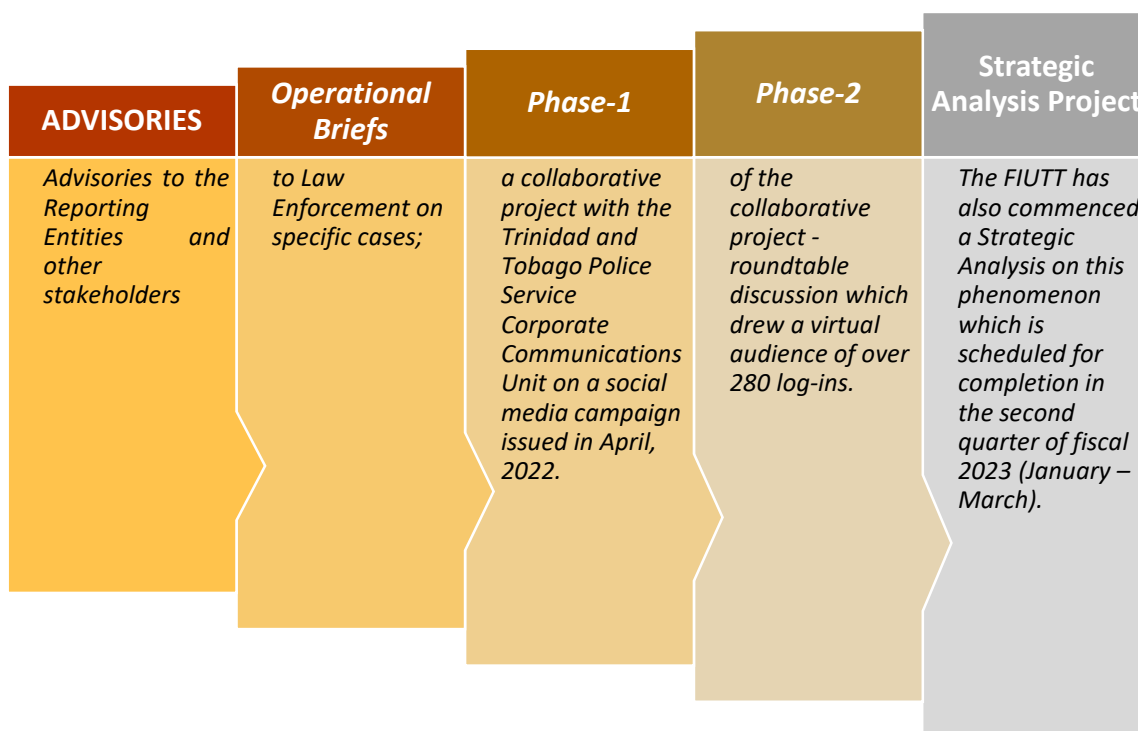 ADVISORIES
Advisories to the
Reporting
Entities and
other
stakeholders
Operational
Briefs
to Law
Enforcement on
specific cases;
Phase-1
a collaborative
project with the
Trinidad and
Tobago Police
Service
Corporate
Communications
Unit on a social
media campaign
issued in April,
2022.
Phase-2
of the
collaborative
project -
roundtable
discussion which
drew a virtual
audience of over
280 log-ins.
Strategic
Analysis Project
The FIUTT has
also commenced
a Strategic
Analysis on this
phenomenon
which is
scheduled for
completion in
the second
quarter of fiscal
2023 (January –
March).